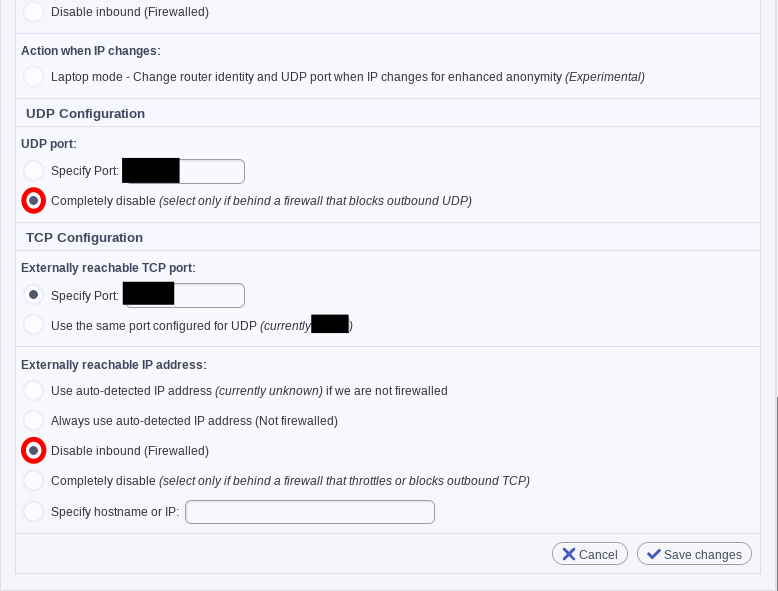 Disable inbound (Firewalled)
Action when IP changes:
Laptop mode - Change router identity and UDP port when IP changes for enhanced anonymity (Experimental)
UDP Configuration
UDP port:
Specify Port:
Completely disable (select only if behind a firewall that blocks outbound UDP)
TCP Configuration
Externally reachable TCP port:
Specify Port:
Use the same port configured for UDP (currently )
Externally reachable IP address:
Use auto-detected IP address (currently unknown) if we are not firewalled
Always use auto-detected IP address (Not firewalled)
Disable inbound (Firewalled)
Completely disable (select only if behind a firewall that throttles or blocks outbound TCP)
Specify hostname or IP:
Cancel Save changes